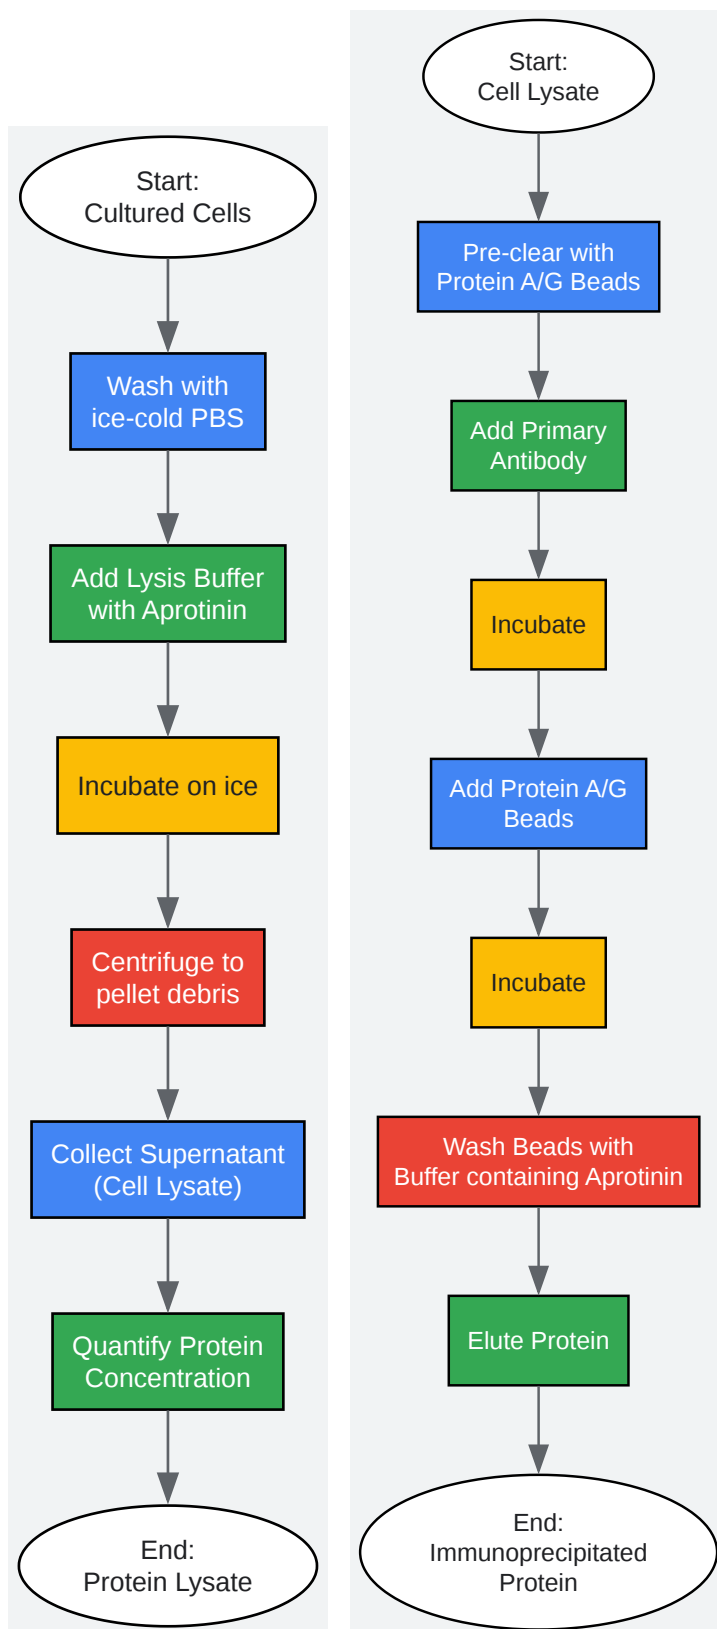 Start:
Cultured Cells
Wash with
ice-cold PBS
Add Lysis Buffer
with Aprotinin
Incubate on ice
Centrifuge to
pellet debris
Collect Supernatant
(Cell Lysate)
Quantify Protein
Concentration
End:
Protein Lysate
Start:
Cell Lysate
Pre-clear with
Protein A/G Beads
Add Primary
Antibody
Incubate
Add Protein A/G
Beads
Incubate
Wash Beads with
Buffer containing Aprotinin
Elute Protein
End:
Immunoprecipitated
Protein